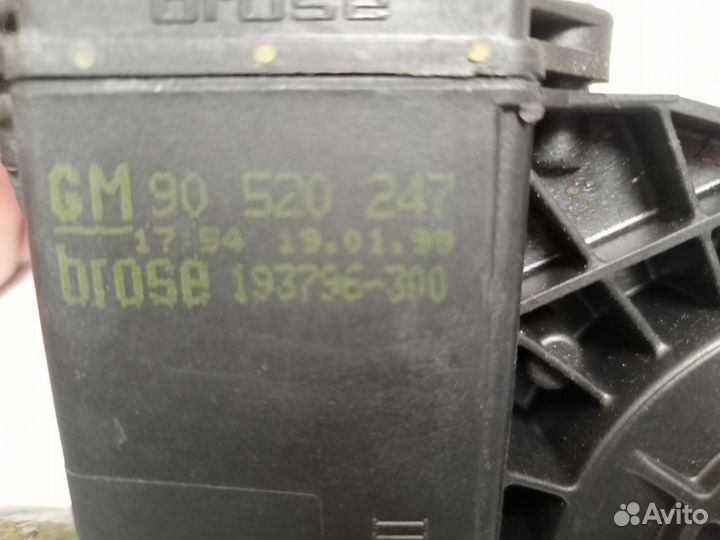 brose
GM 90 520 247
17:54 19.01.99
brose 193796-300
Avito